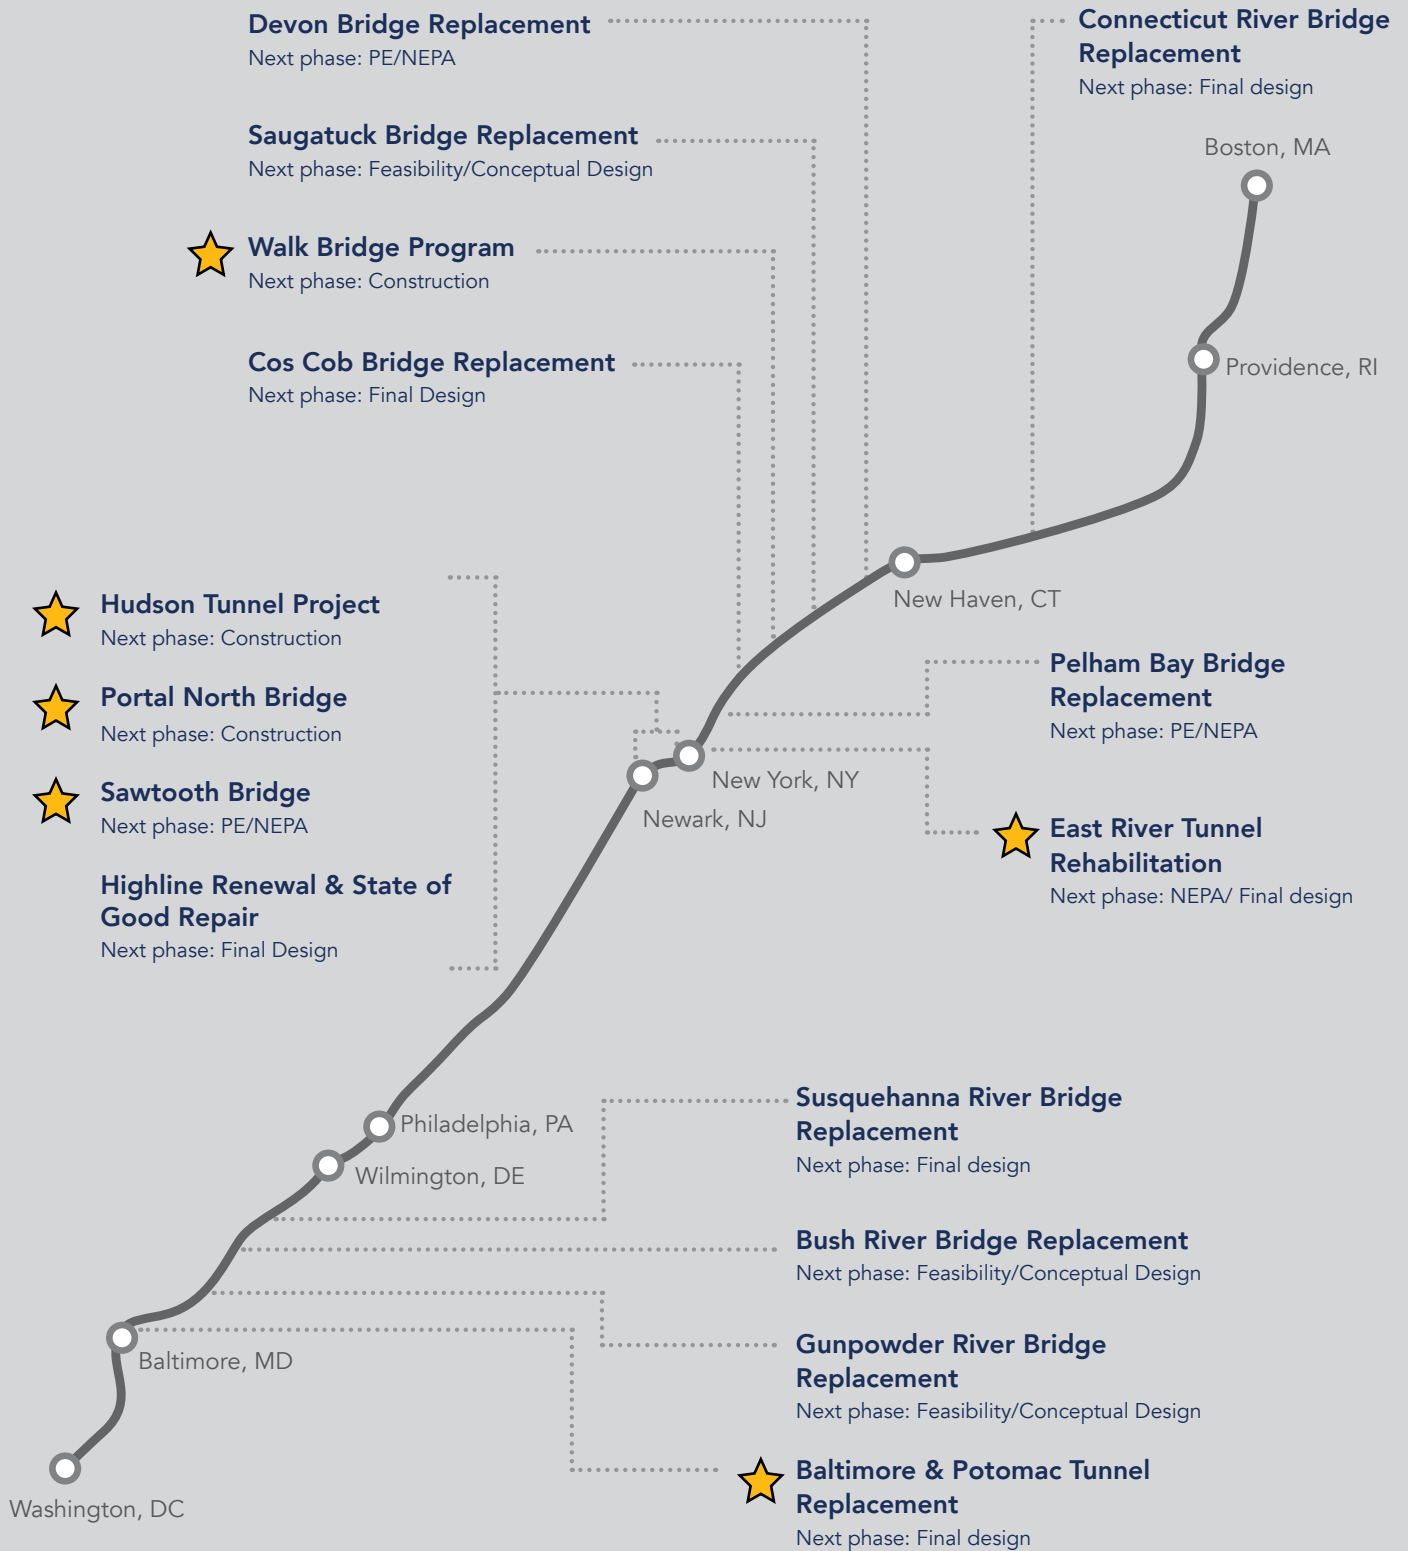 Devon Bridge Replacement
Next phase: PE/NEPA
Connecticut River Bridge
Replacement
Next phase: Final design
Saugatuck Bridge Replacement
Next phase: Feasibility/Conceptual Design
Boston, MA
Walk Bridge Program
Next phase: Construction
Cos Cob Bridge Replacement
Next phase: Final Design
Providence, RI
New Haven, CT
Hudson Tunnel Project
Next phase: Construction
Portal North Bridge
Next phase: Construction
Sawtooth Bridge
Next phase: PE/NEPA
Highline Renewal & State of
Good Repair
Next phase: Final Design
Pelham Bay Bridge
Replacement
Next phase: PE/NEPA
New York, NY
Newark, NJ
East River Tunnel
Rehabilitation
Next phase: NEPA/ Final design
Philadelphia, PA
Wilmington, DE
Susquehanna River Bridge
Replacement
Next phase: Final design
Bush River Bridge Replacement
Next phase: Feasibility/Conceptual Design
Gunpowder River Bridge
Replacement
Next phase: Feasibility/Conceptual Design
Baltimore, MD
Baltimore & Potomac Tunnel
Replacement
Next phase: Final design
Washington, DC